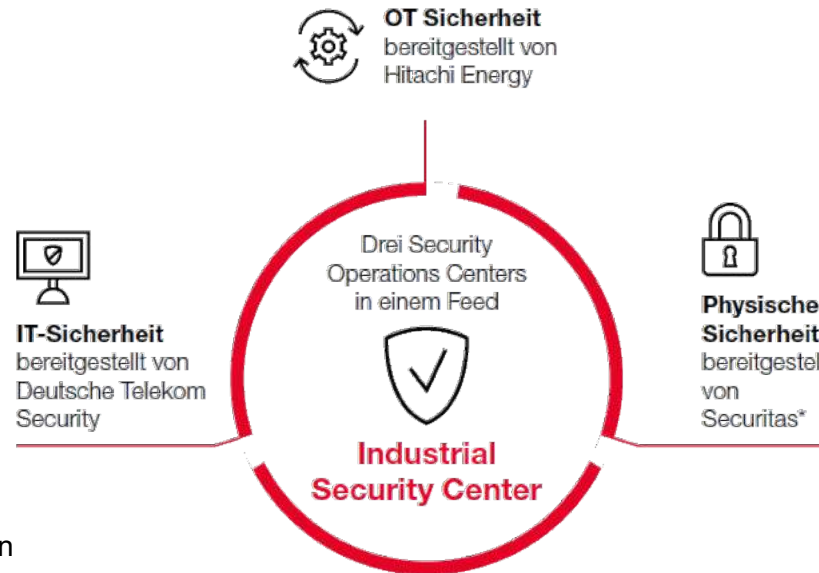 OT Sicherheit
bereitgestellt von
Hitachi Energy
Drei Security
Operations Centers
in einem Feed
IT-Sicherheit
bereitgestellt von
Deutsche Telekom
Security
Physische
Sicherheit
bereitgestel
von
Securitas*
Industrial
Security Center
n